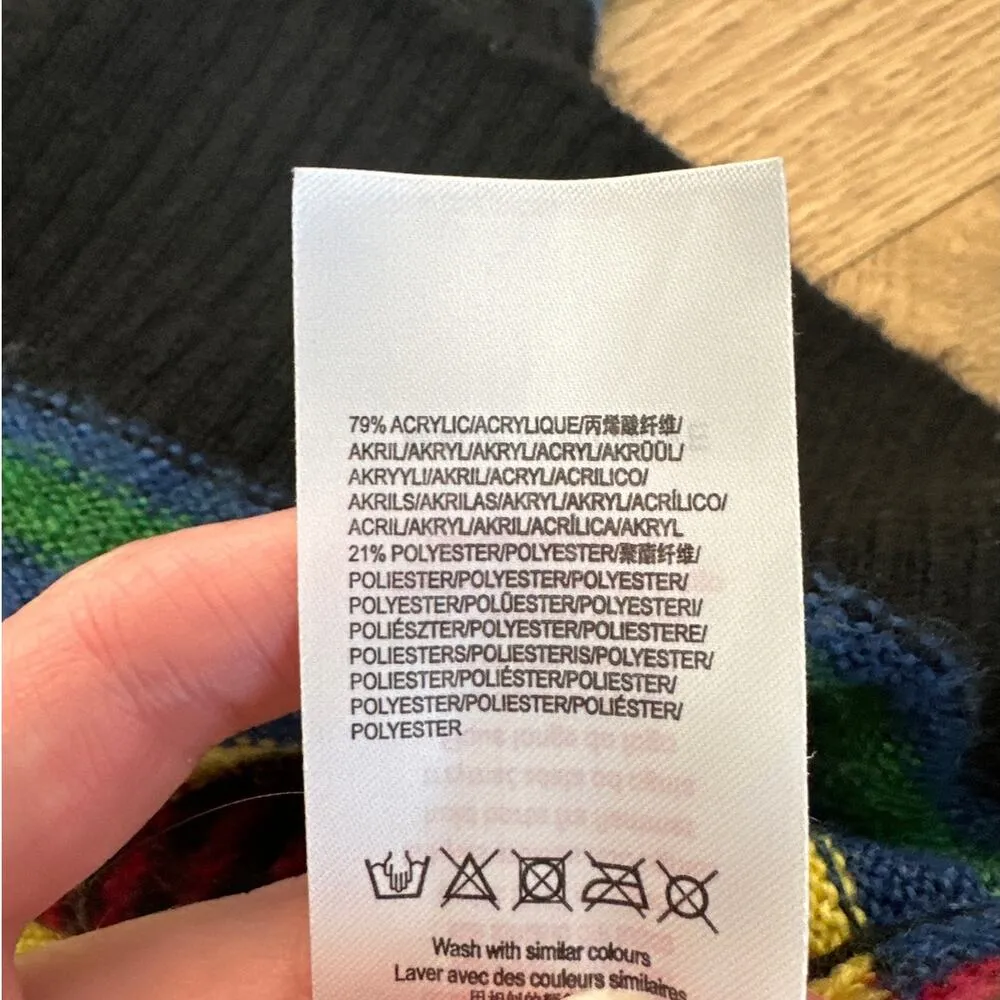 79% ACRYLIC/ACRYLIQUE/丙烯酸纤维/
AKRIL/AKRYL/AKRYL/ACRYL/AKRÜÜL/
AKRYYLI/AKRIL/ACRYL/ACRILICO/
AKRILS/AKRILAS/AKRYL/AKRYL/ACRÍLICO/
ACRIL/AKRYL/AKRIL/ACRÍLICA/AKRYL
21% POLYESTER/POLYESTER/聚酯纤维/
POLIESTER/POLYESTER/POLYESTER/
POLYESTER/POLÜESTER/POLYESTERI/
POLIÉSZTER/POLYESTER/POLIESTERE/
POLIESTERS/POLIESTERIS/POLYESTER/
POLIESTER/POLIÉSTER/POLIESTER/
POLYESTER/POLIESTER/POLIÉSTER/
POLYESTER
Wash with similar colours
Laver avec des couleurs similaires